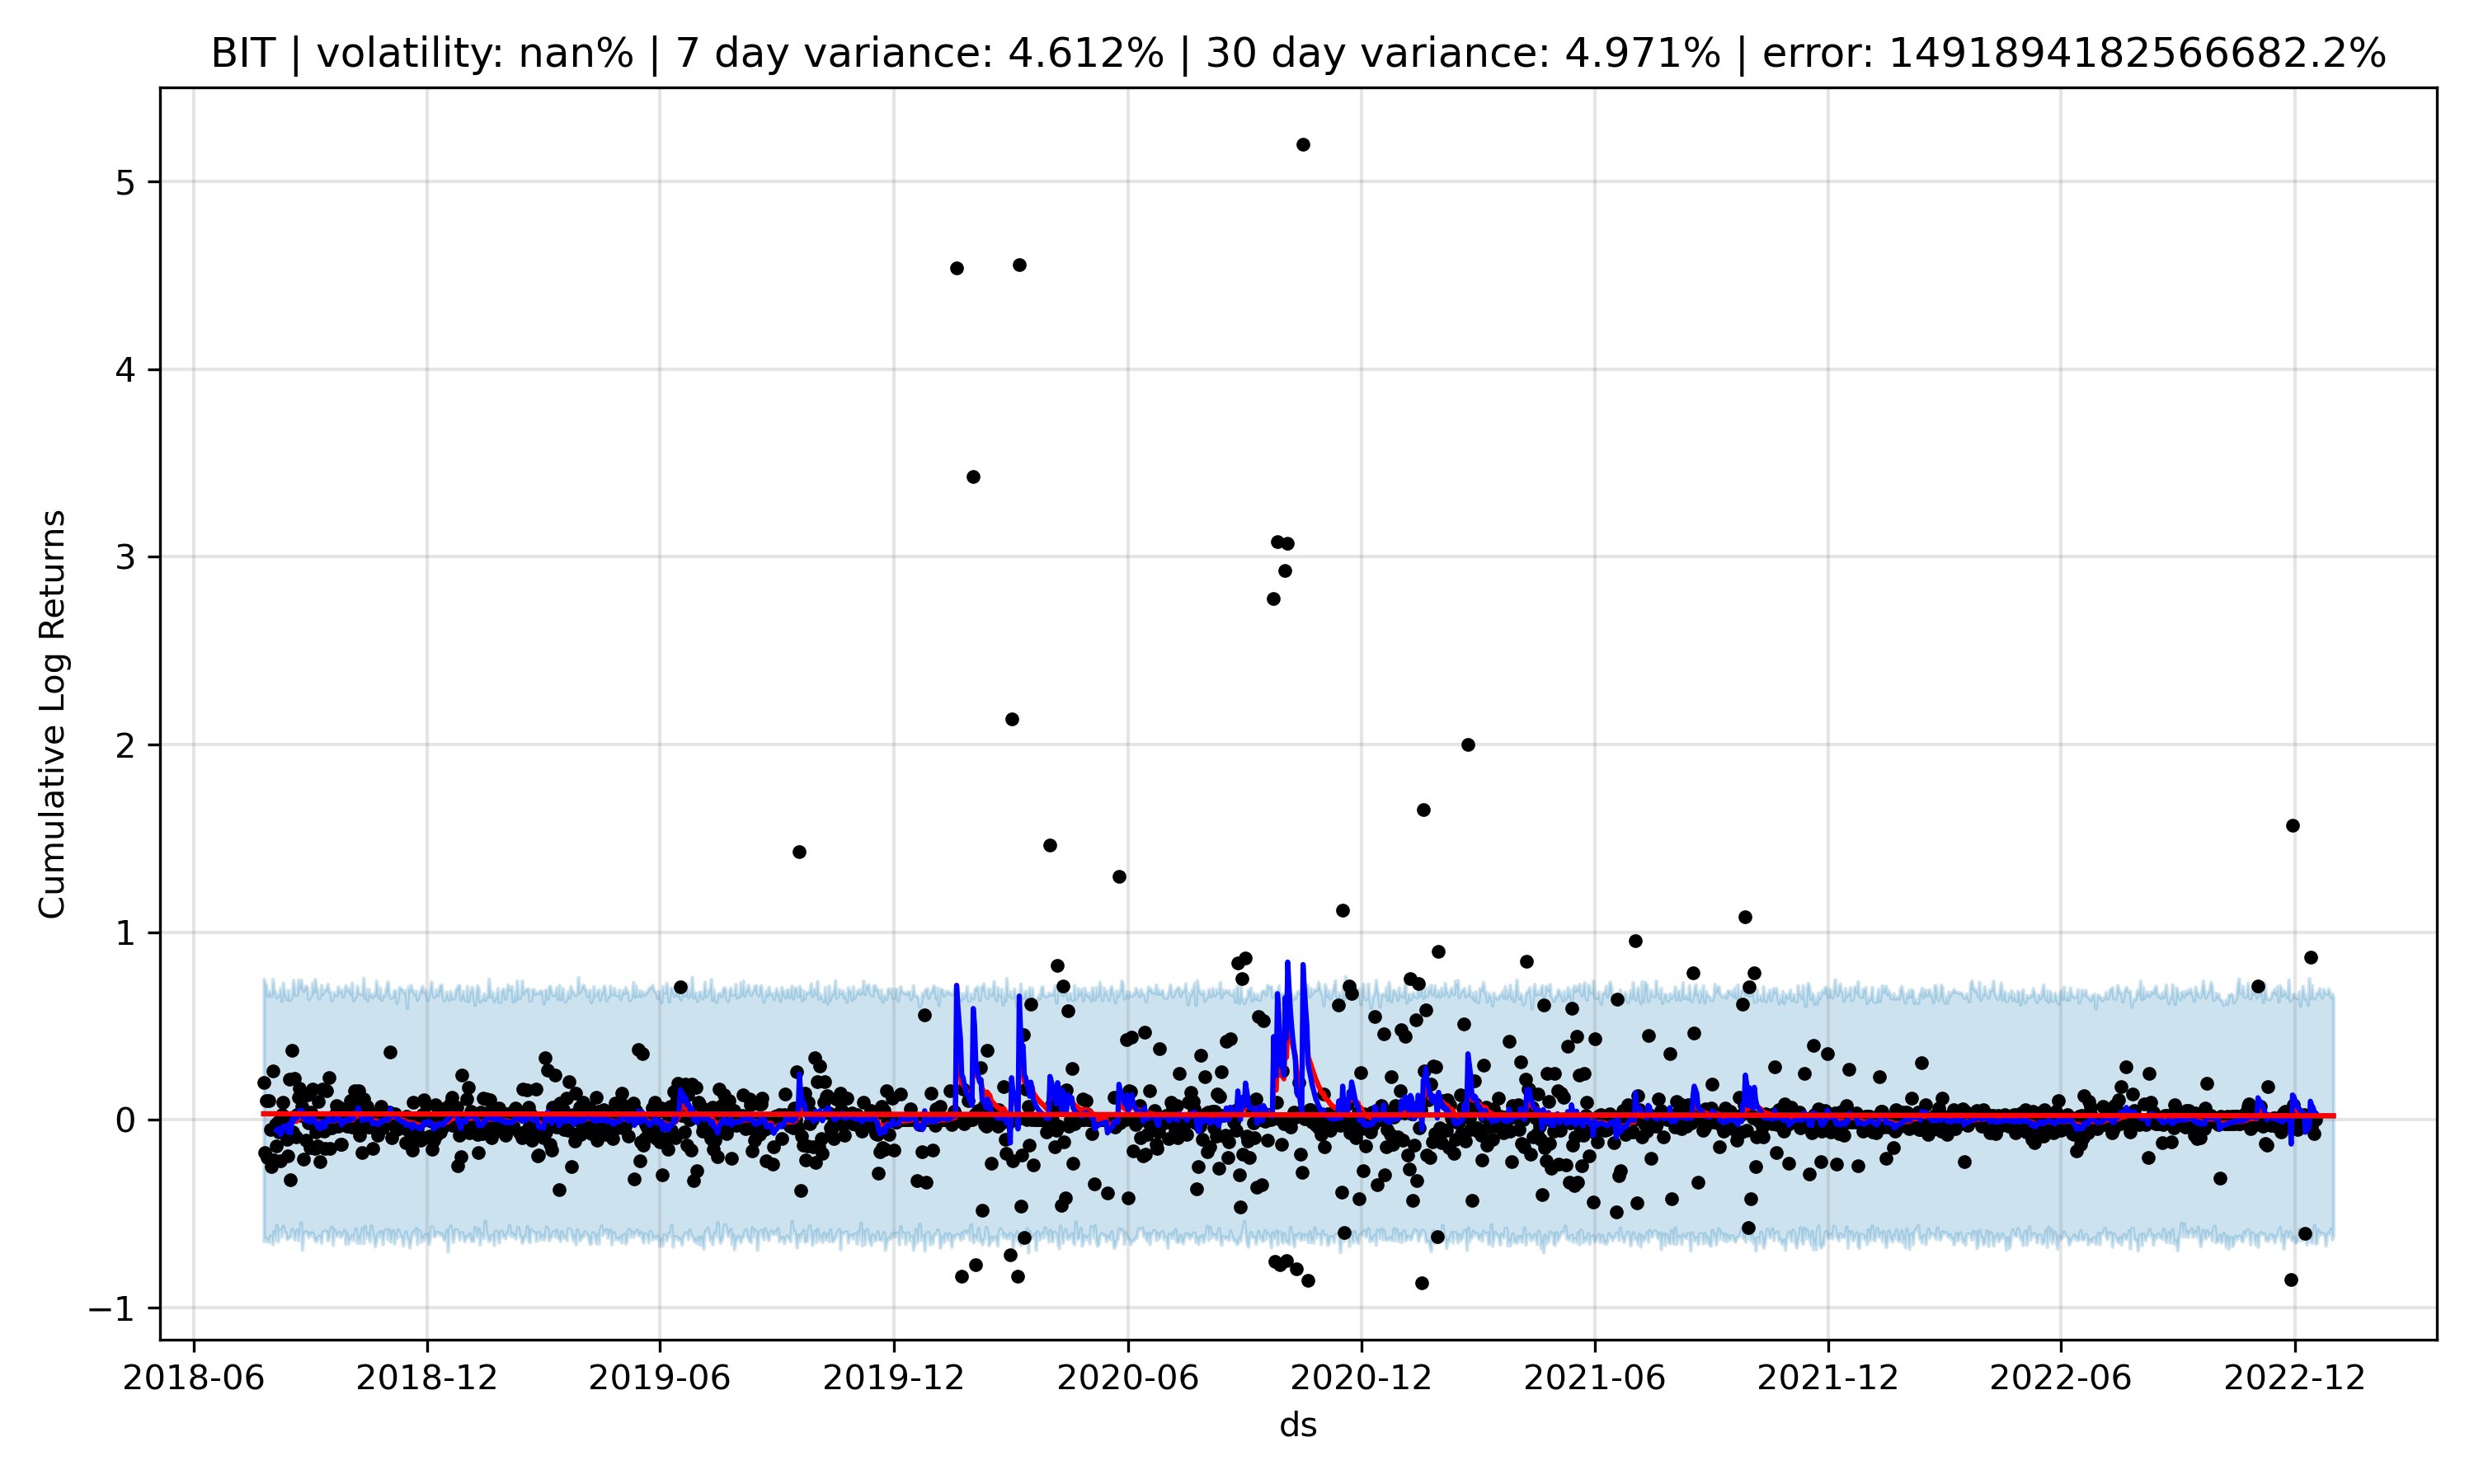 BIT | volatility: nan% | 7 day variance: 4.612% | 30 day variance: 4.971% | error: 1491894182566682.2%
Cumulative Log Returns
5
4
3
2
1
0
−1
2018-06 2018-12 2019-06 2019-12 2020-06 2020-12 2021-06 2021-12 2022-06 2022-12
ds